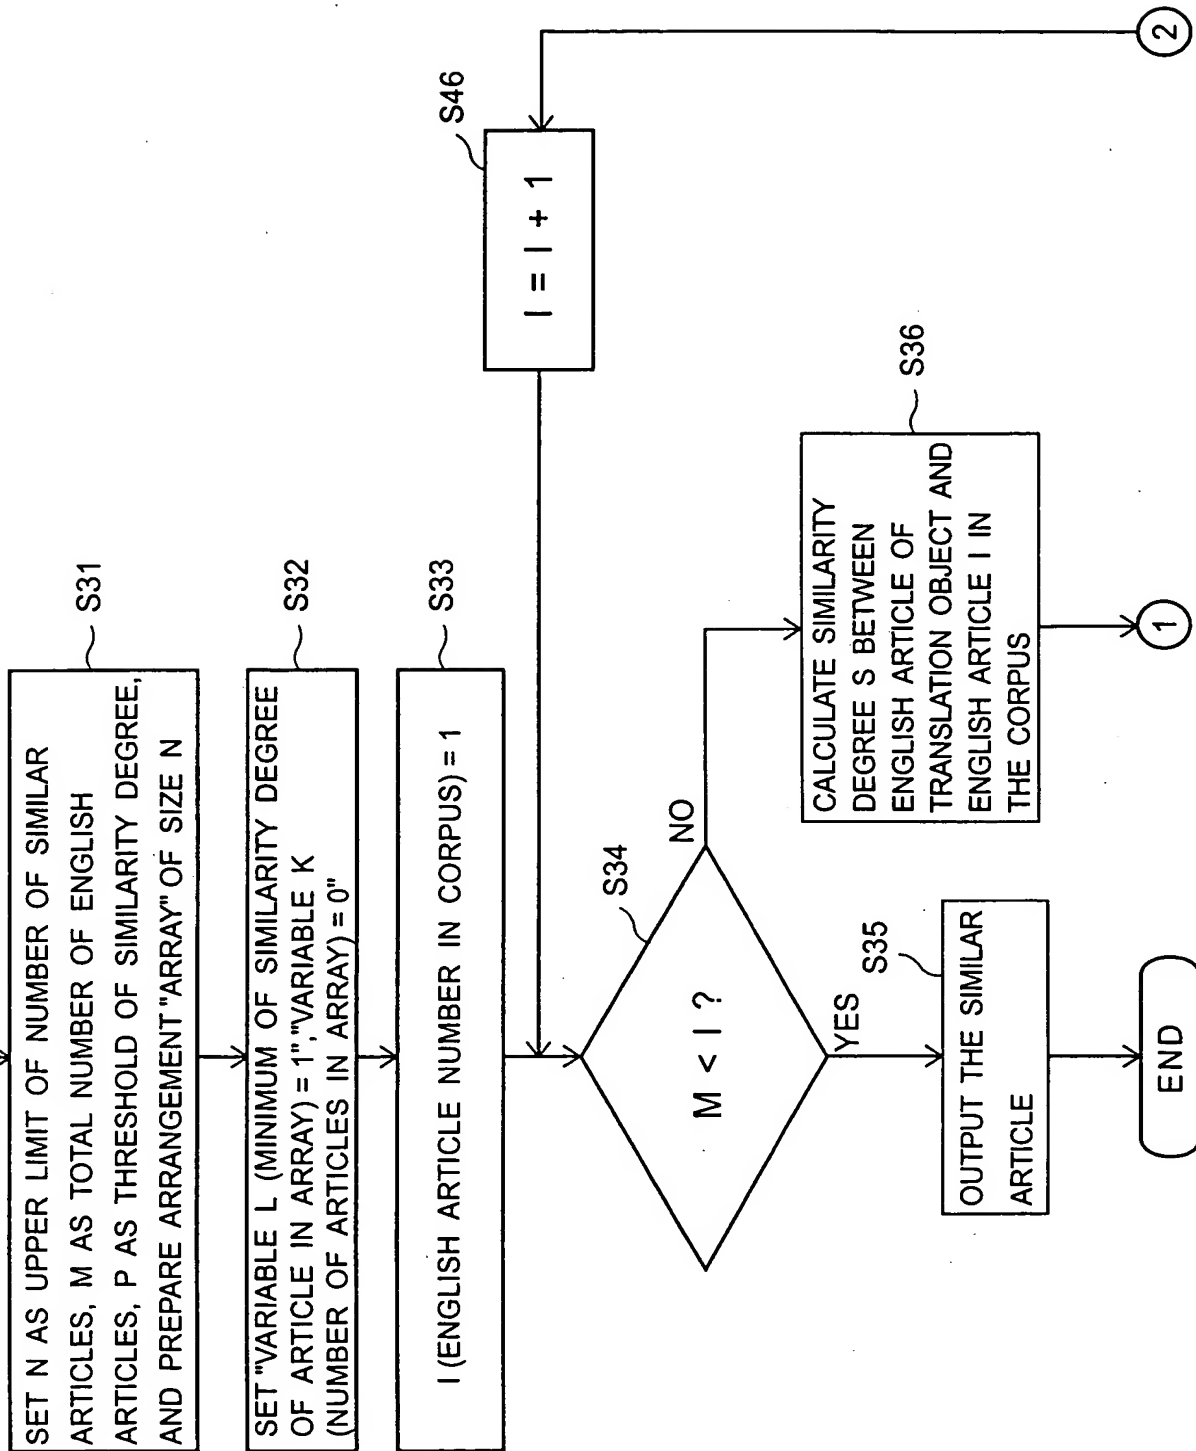 S31
SET N AS UPPER LIMIT OF NUMBER OF SIMILAR
ARTICLES, M AS TOTAL NUMBER OF ENGLISH
ARTICLES, P AS THRESHOLD OF SIMILARITY DEGREE,
AND PREPARE ARRANGEMENT "ARRAY" OF SIZE N
S32
SET "VARIABLE L (MINIMUM OF SIMILARITY DEGREE
OF ARTICLE IN ARRAY) = 1", "VARIABLE K
(NUMBER OF ARTICLES IN ARRAY) = 0"
S33
I (ENGLISH ARTICLE NUMBER IN CORPUS) = 1
S46
I = I + 1
S34
M < I ?
NO
YES
S35
OUTPUT THE SIMILAR
ARTICLE
END
S36
CALCULATE SIMILARITY
DEGREE S BETWEEN
ENGLISH ARTICLE OF
TRANSLATION OBJECT AND
ENGLISH ARTICLE I IN
THE CORPUS
1
2